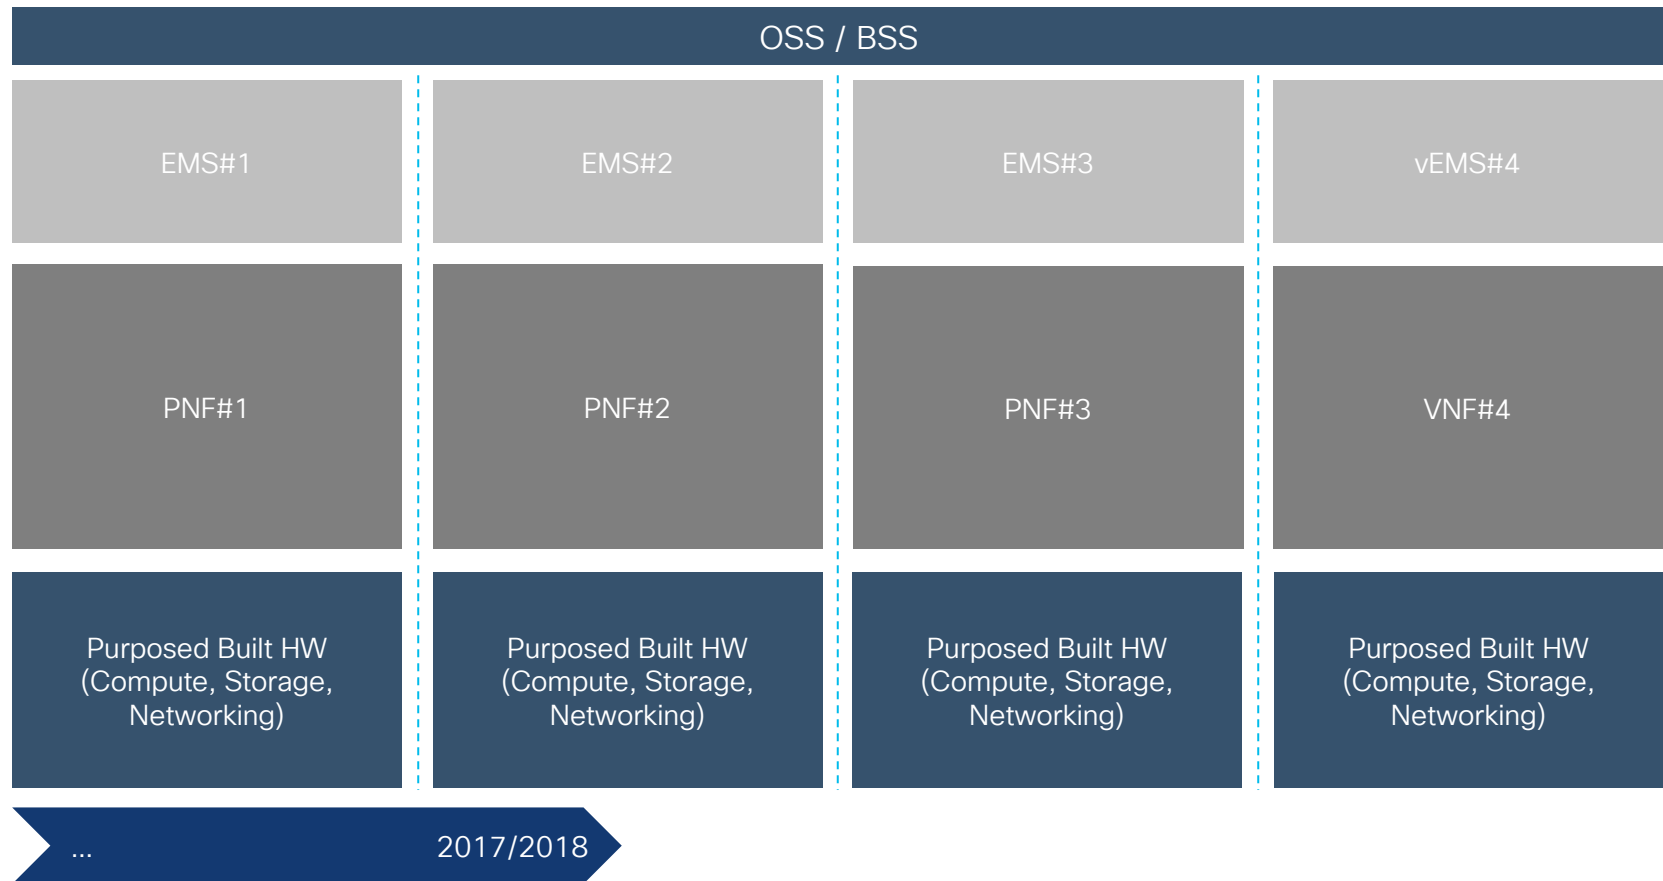 OSS / BSS
EMS#1
EMS#2
EMS#3
vEMS#4
PNF#1
PNF#2
PNF#3
VNF#4
Purposed Built HW
(Compute, Storage,
Networking)
Purposed Built HW
(Compute, Storage,
Networking)
Purposed Built HW
(Compute, Storage,
Networking)
Purposed Built HW
(Compute, Storage,
Networking)
... 2017/2018